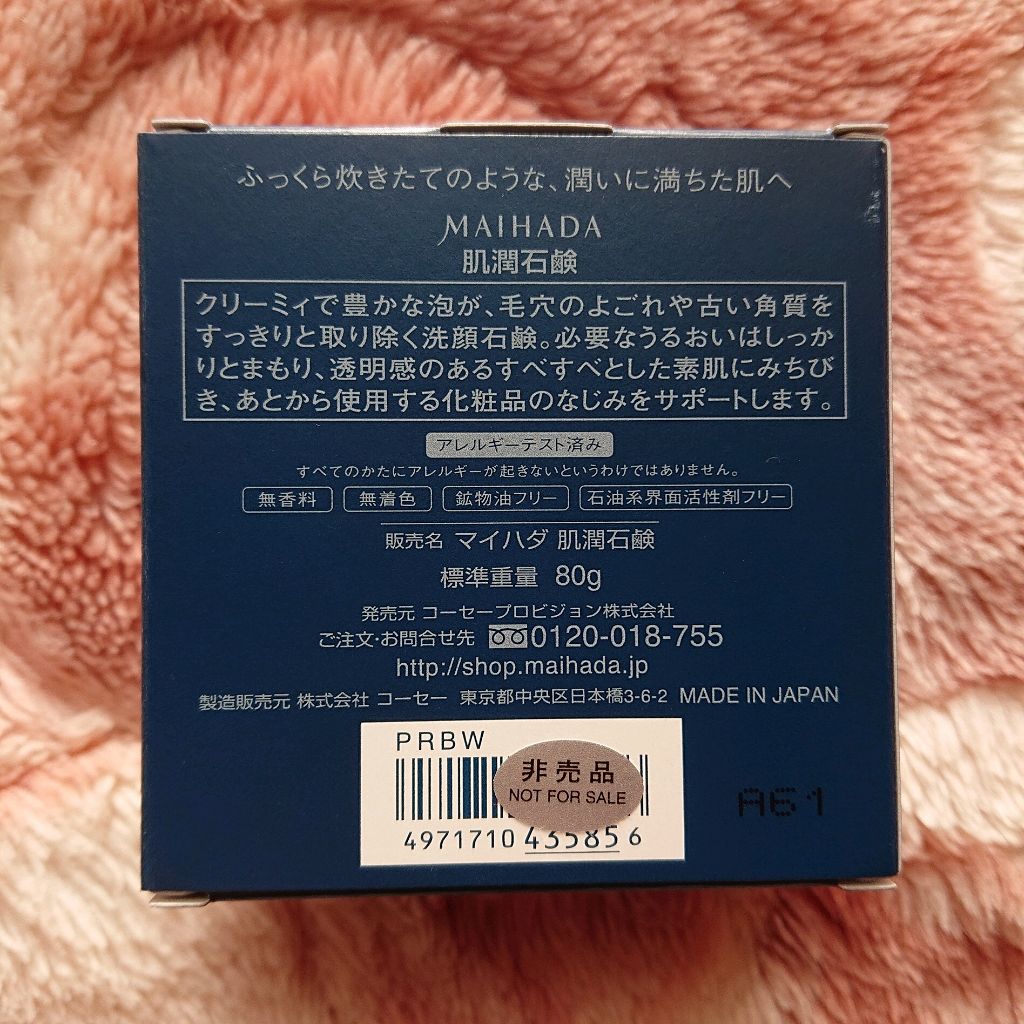 ふっくら炊きたてのような、潤いに満ちた肌へ
MAIHADA
肌潤石鹸
クリーミィで豊かな泡が、毛穴のよごれや古い角質を
すっきりと取り除く洗顔石鹸。必要なうるおいはしっか
りとまもり、透明感のあるすべすべとした素肌にみちび
き、あとから使用する化粧品のなじみをサポートします。
アレルギーテスト済み
すべてのかたにアレルギーが起きないというわけではありません。
無香料 無着色 鉱物油フリー 石油系界面活性剤フリー
販売名 マイハダ 肌潤石鹸
標準重量 80g
発売元 コーセープロビジョン株式会社
ご注文・お問合せ先 0120-018-755
http://shop.maihada.jp
製造販売元 株式会社 コーセー 東京都中央区日本橋3-6-2 MADE IN JAPAN
PRBW
非売品
NOT FOR SALE
4971710 435856
A61